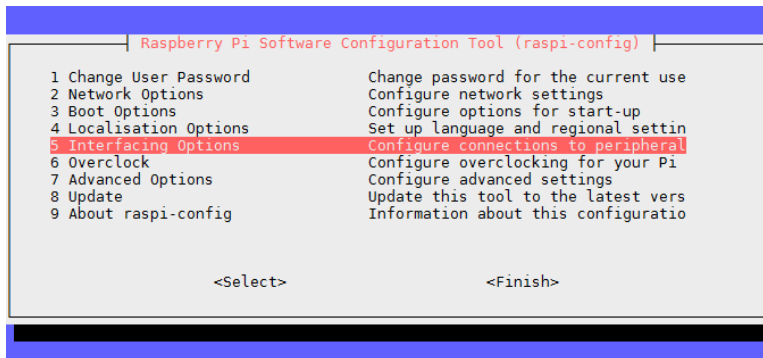 Raspberry Pi Software Configuration Tool (raspi-config)
1 Change User Password Change password for the current use
2 Network Options Configure network settings
3 Boot Options Configure options for start-up
4 Localisation Options Set up language and regional settin
5 Interfacing Options Configure connections to peripheral
6 Overclock Configure overclocking for your Pi
7 Advanced Options Configure advanced settings
8 Update Update this tool to the latest vers
9 About raspi-config Information about this configuratio
<Select> <Finish>